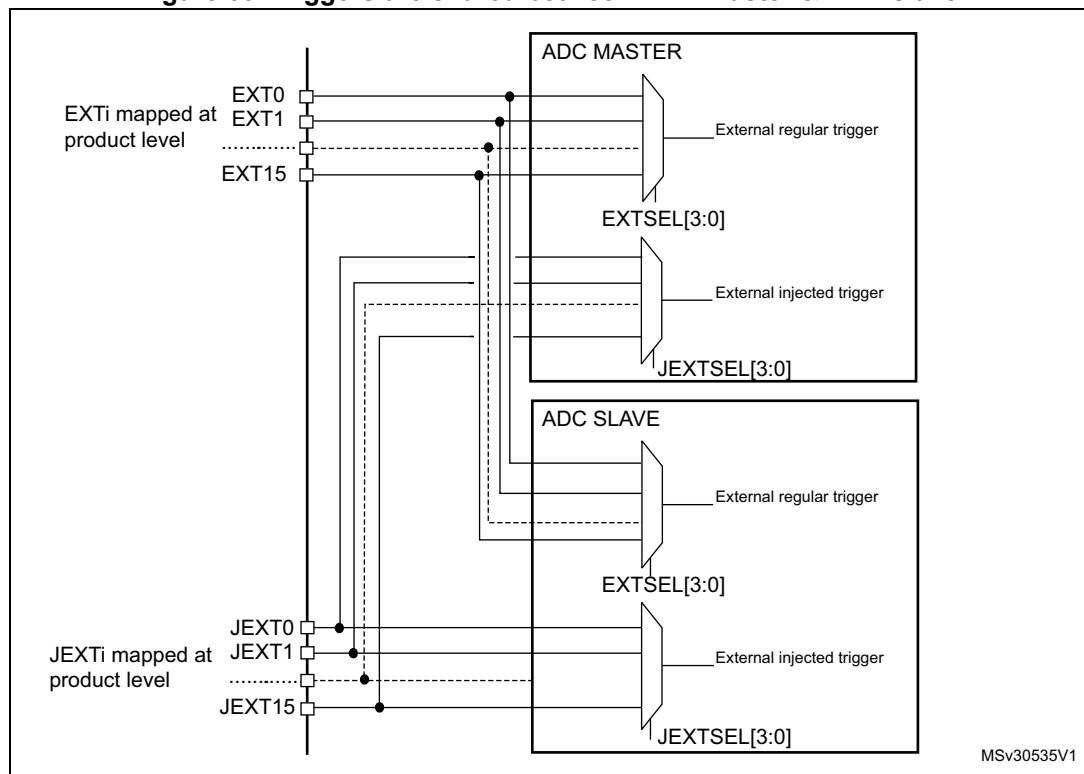 ADC MASTER
EXT0
EXTi mapped at
EXT1
product level
External regular trigger
EXT15
EXTSEL[3:0]
External injected trigger
JEXTSEL[3:0]
ADC SLAVE
External regular trigger
EXTSEL[3:0]
JEXT0
JEXTi mapped at
JEXT1
product level
External injected trigger
JEXT15
JEXTSEL[3:0]
MSv30535V1